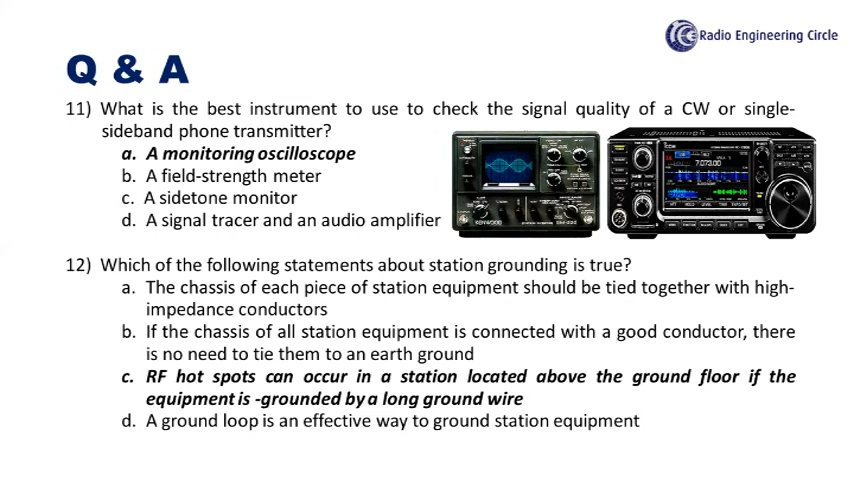 Radio Engineering Circle
Q & A
11) What is the best instrument to use to check the signal quality of a CW or single-
sideband phone transmitter?
a. A monitoring oscilloscope
b. A field-strength meter
c. A sidetone monitor
d. A signal tracer and an audio amplifier
KENWOOD
ICOM
7.073.00
12) Which of the following statements about station grounding is true?
a. The chassis of each piece of station equipment should be tied together with high-
impedance conductors
b. If the chassis of all station equipment is connected with a good conductor, there
is no need to tie them to an earth ground
c. RF hot spots can occur in a station located above the ground floor if the
equipment is -grounded by a long ground wire
d. A ground loop is an effective way to ground station equipment